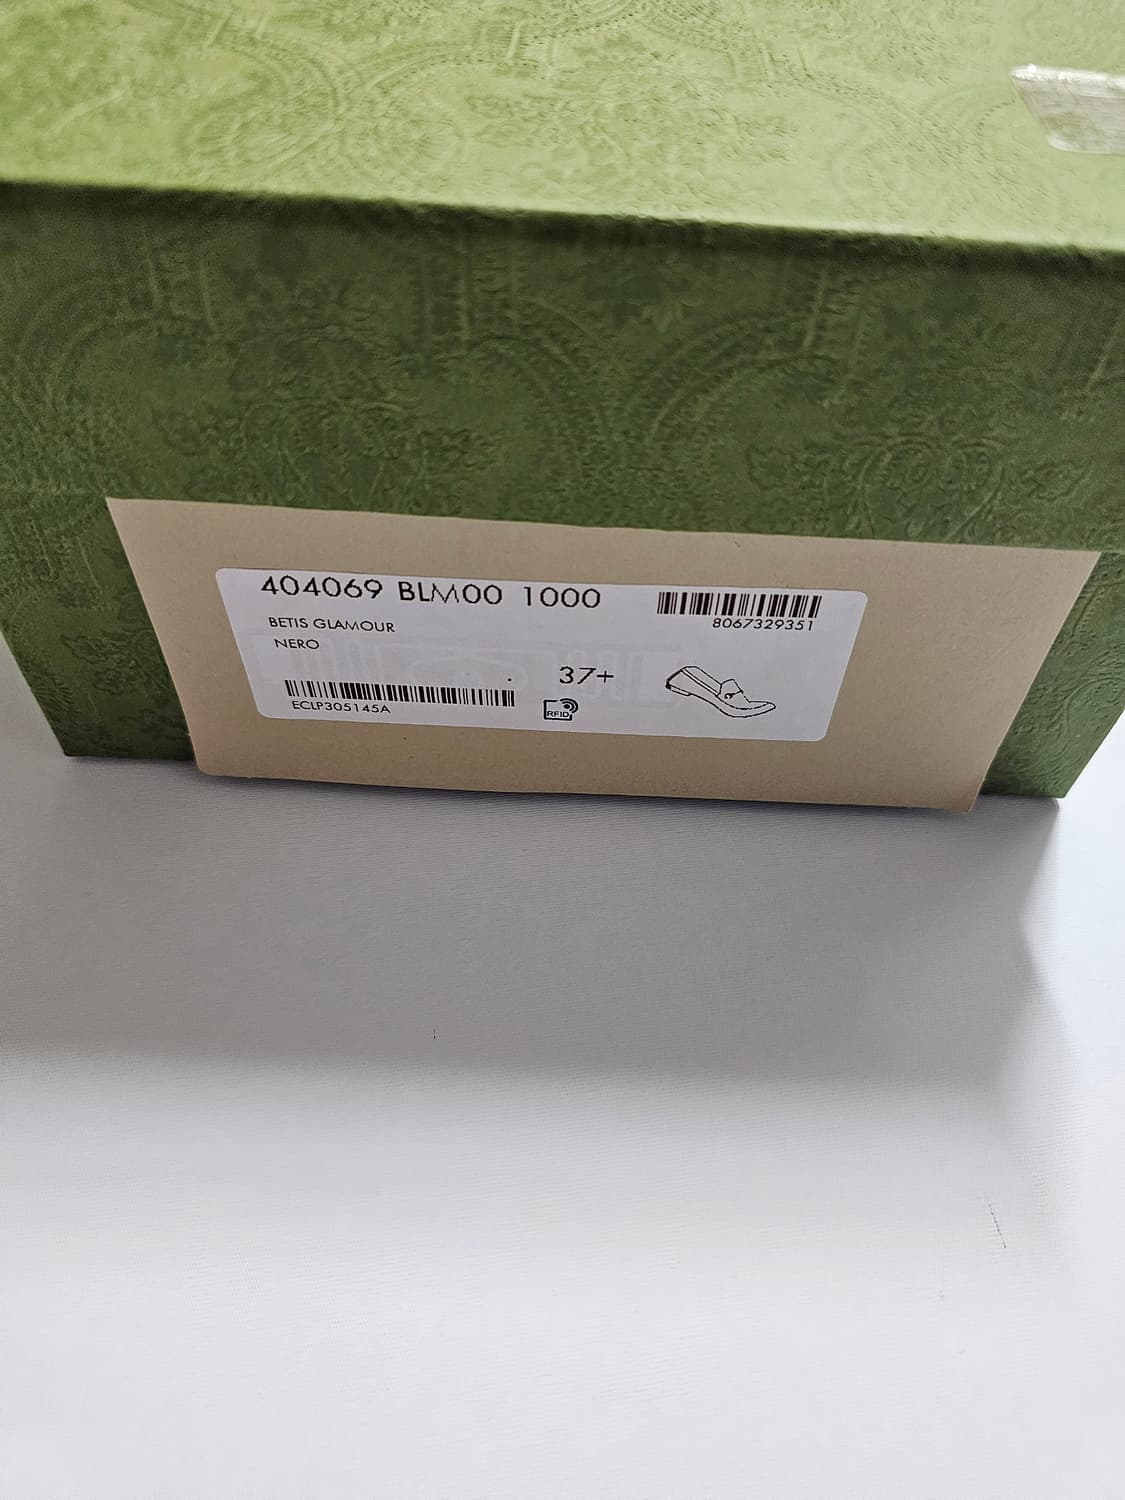 404069 BLM00 1000
8067329351
BETIS GLAMOUR
NERO
37+
ECLP305145A
RFID